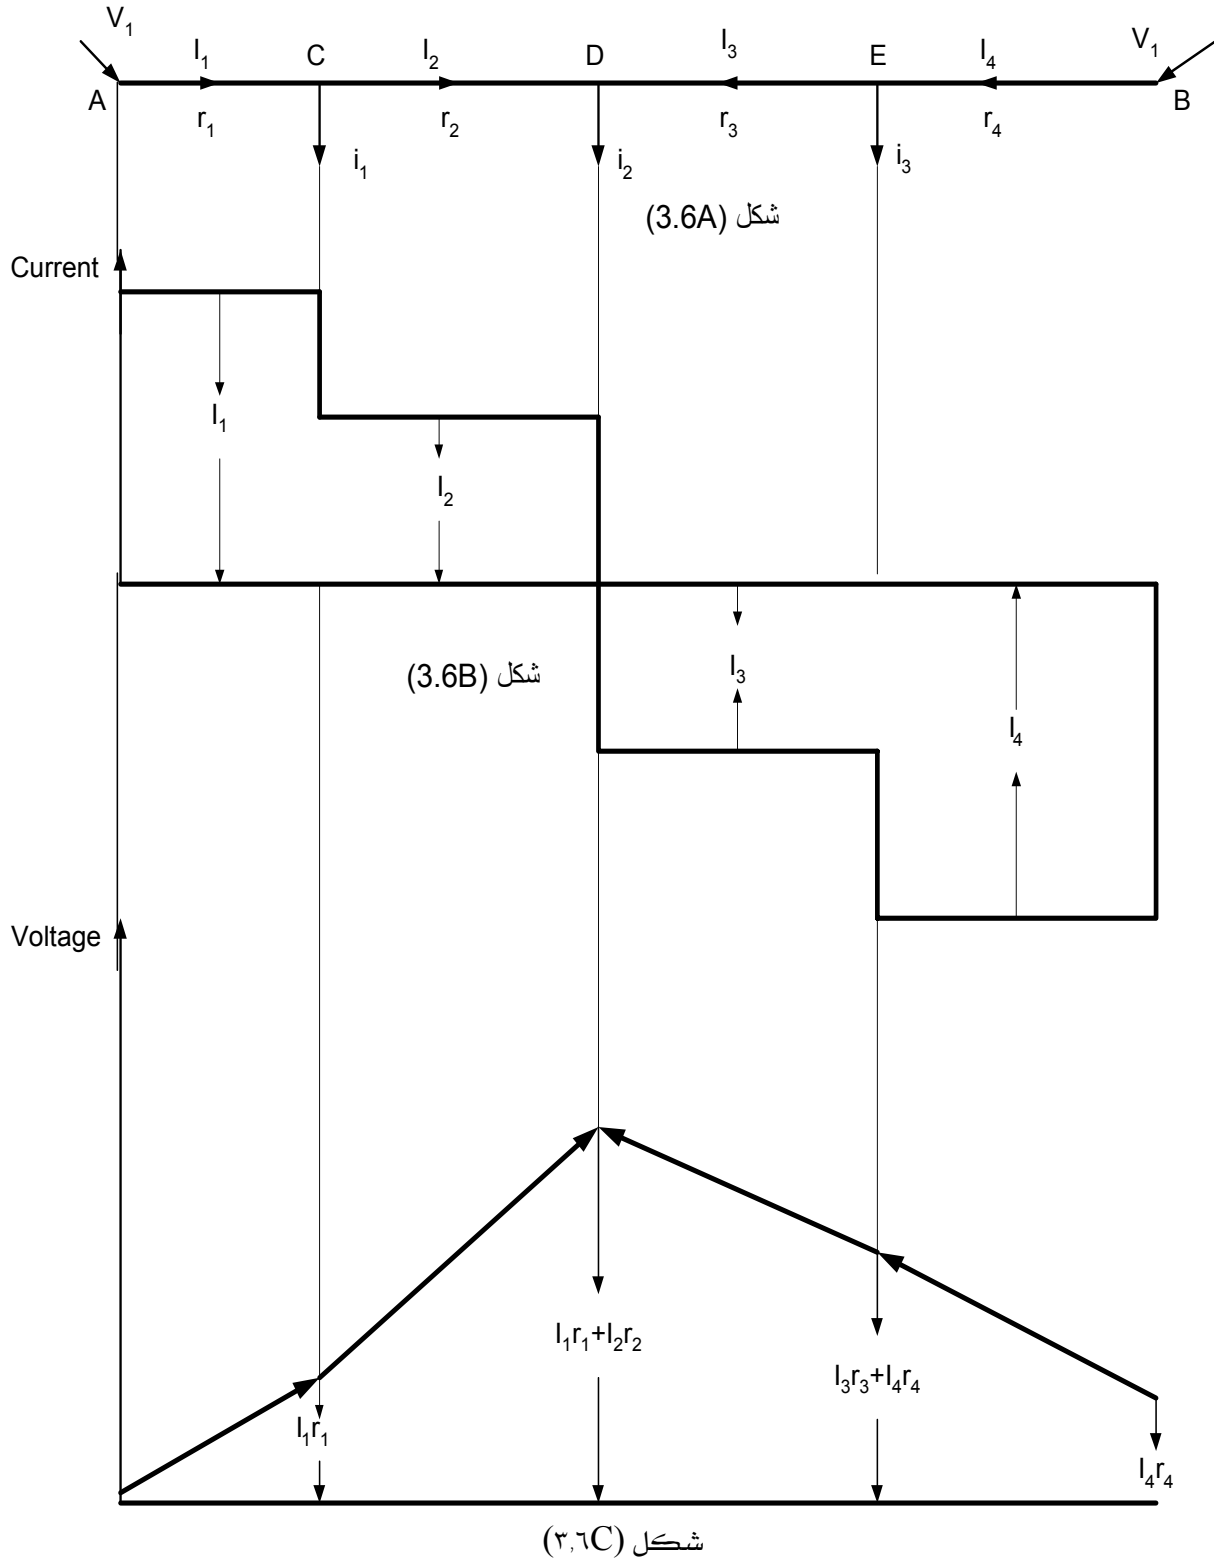 V₁ I₁ C I₂ D I₃ E I₄ V₁
A r₁ r₂ r₃ r₄ B
i₁ i₂ i₃
شكل (3.6A)
Current
I₁
I₂
شكل (3.6B)
I₃
I₄
Voltage
I₁r₁+I₂r₂
I₃r₃+I₄r₄
I₁r₁
I₄r₄
شكل (٣,٦C)